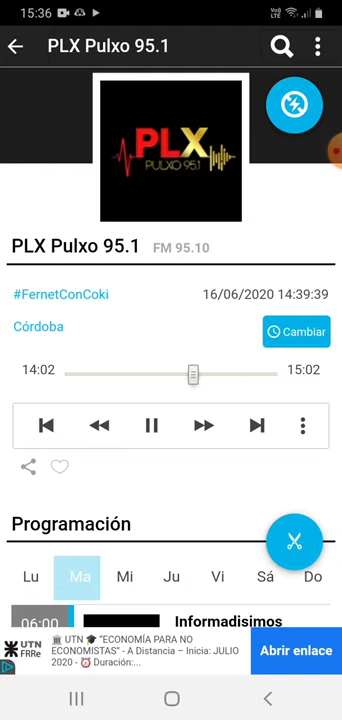 15:36
PLX Pulxo 95.1
PLX
PULXO 95.1
PLX Pulxo 95.1 FM 95.10
#FernetConCoki 16/06/2020 14:39:39
Córdoba Cambiar
14:02 15:02
Programación
Lu Ma Mi Ju Vi Sá Do
06:00 Informadisimos
UTN
FRRe
UTN "ECONOMÍA PARA NO
ECONOMISTAS" - A Distancia – Inicia: JULIO
2020 - Duración:...
Abrir enlace